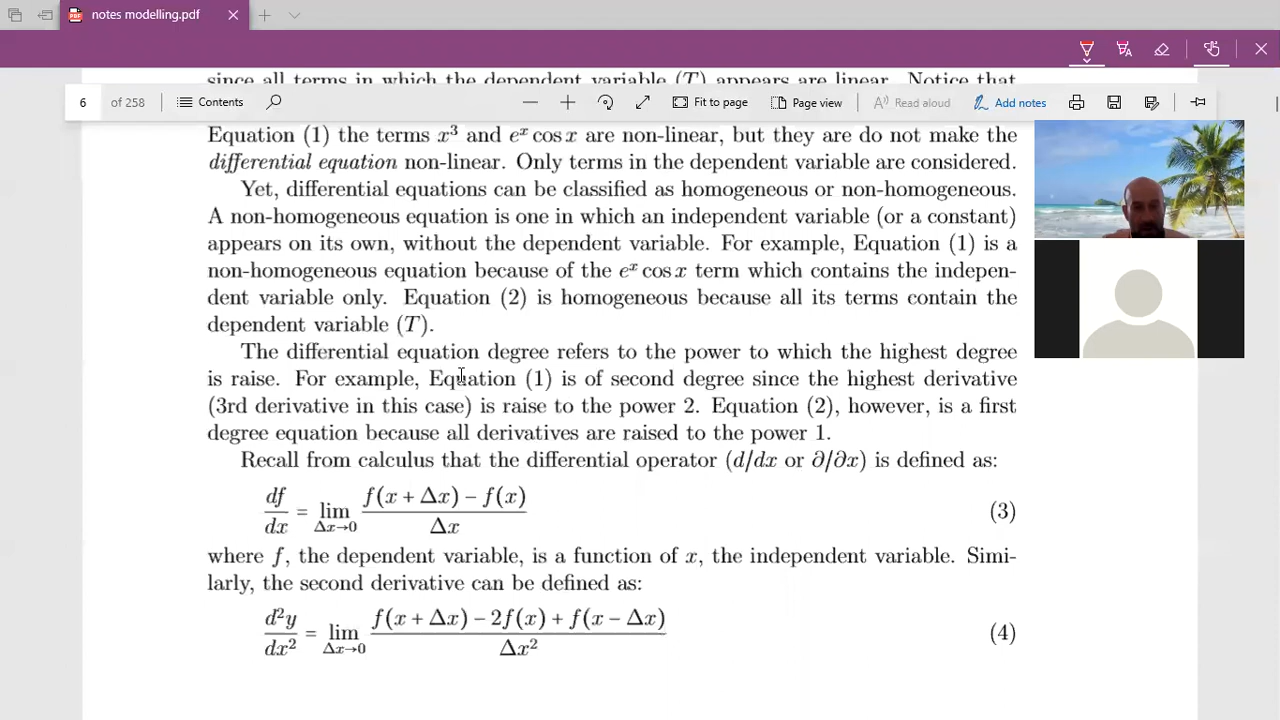 notes modelling.pdf
6 of 258 Contents Fit to page Page view Read aloud Add notes
since all terms in which the dependent variable (T) appears are linear. Notice that
Equation (1) the terms x³ and eˣ cos x are non-linear, but they are do not make the
differential equation non-linear. Only terms in the dependent variable are considered.
Yet, differential equations can be classified as homogeneous or non-homogeneous.
A non-homogeneous equation is one in which an independent variable (or a constant)
appears on its own, without the dependent variable. For example, Equation (1) is a
non-homogeneous equation because of the eˣ cos x term which contains the indepen-
dent variable only. Equation (2) is homogeneous because all its terms contain the
dependent variable (T).
The differential equation degree refers to the power to which the highest degree
is raise. For example, Equation (1) is of second degree since the highest derivative
(3rd derivative in this case) is raise to the power 2. Equation (2), however, is a first
degree equation because all derivatives are raised to the power 1.
Recall from calculus that the differential operator (d/dx or ∂/∂x) is defined as:
df/dx = lim Δx→0 (f(x + Δx) − f(x))/Δx (3)
where f, the dependent variable, is a function of x, the independent variable. Simi-
larly, the second derivative can be defined as:
d²y/dx² = lim Δx→0 (f(x + Δx) − 2f(x) + f(x − Δx))/Δx² (4)